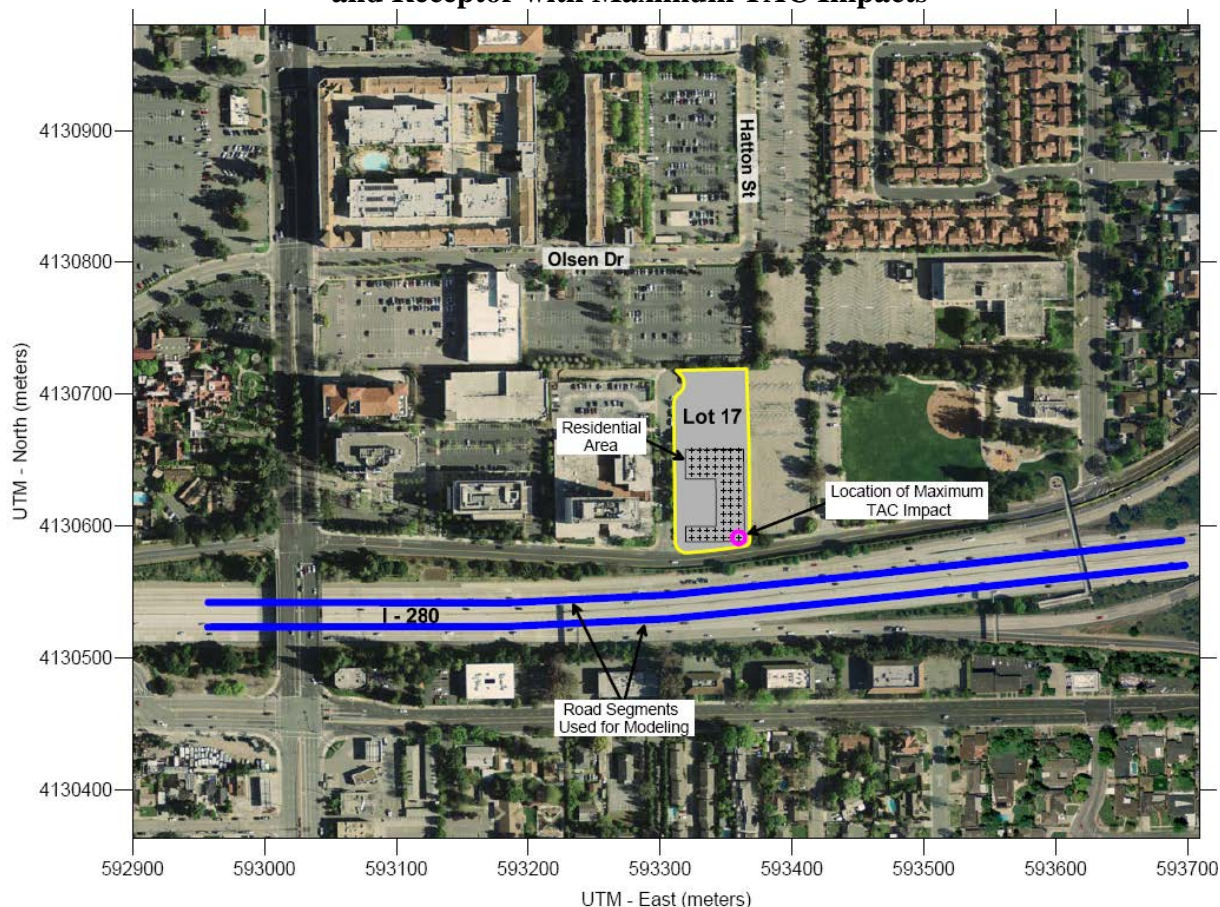 and Receptor with Maximum TAC Impacts
4130900
4130800
4130700
4130600
4130500
4130400
UTM - North (meters)
Hatton St
Olsen Dr
Lot 17
Residential
Area
Location of Maximum
TAC Impact
I - 280
Road Segments
Used for Modeling
592900
593000
593100
593200
593300
593400
593500
593600
593700
UTM - East (meters)